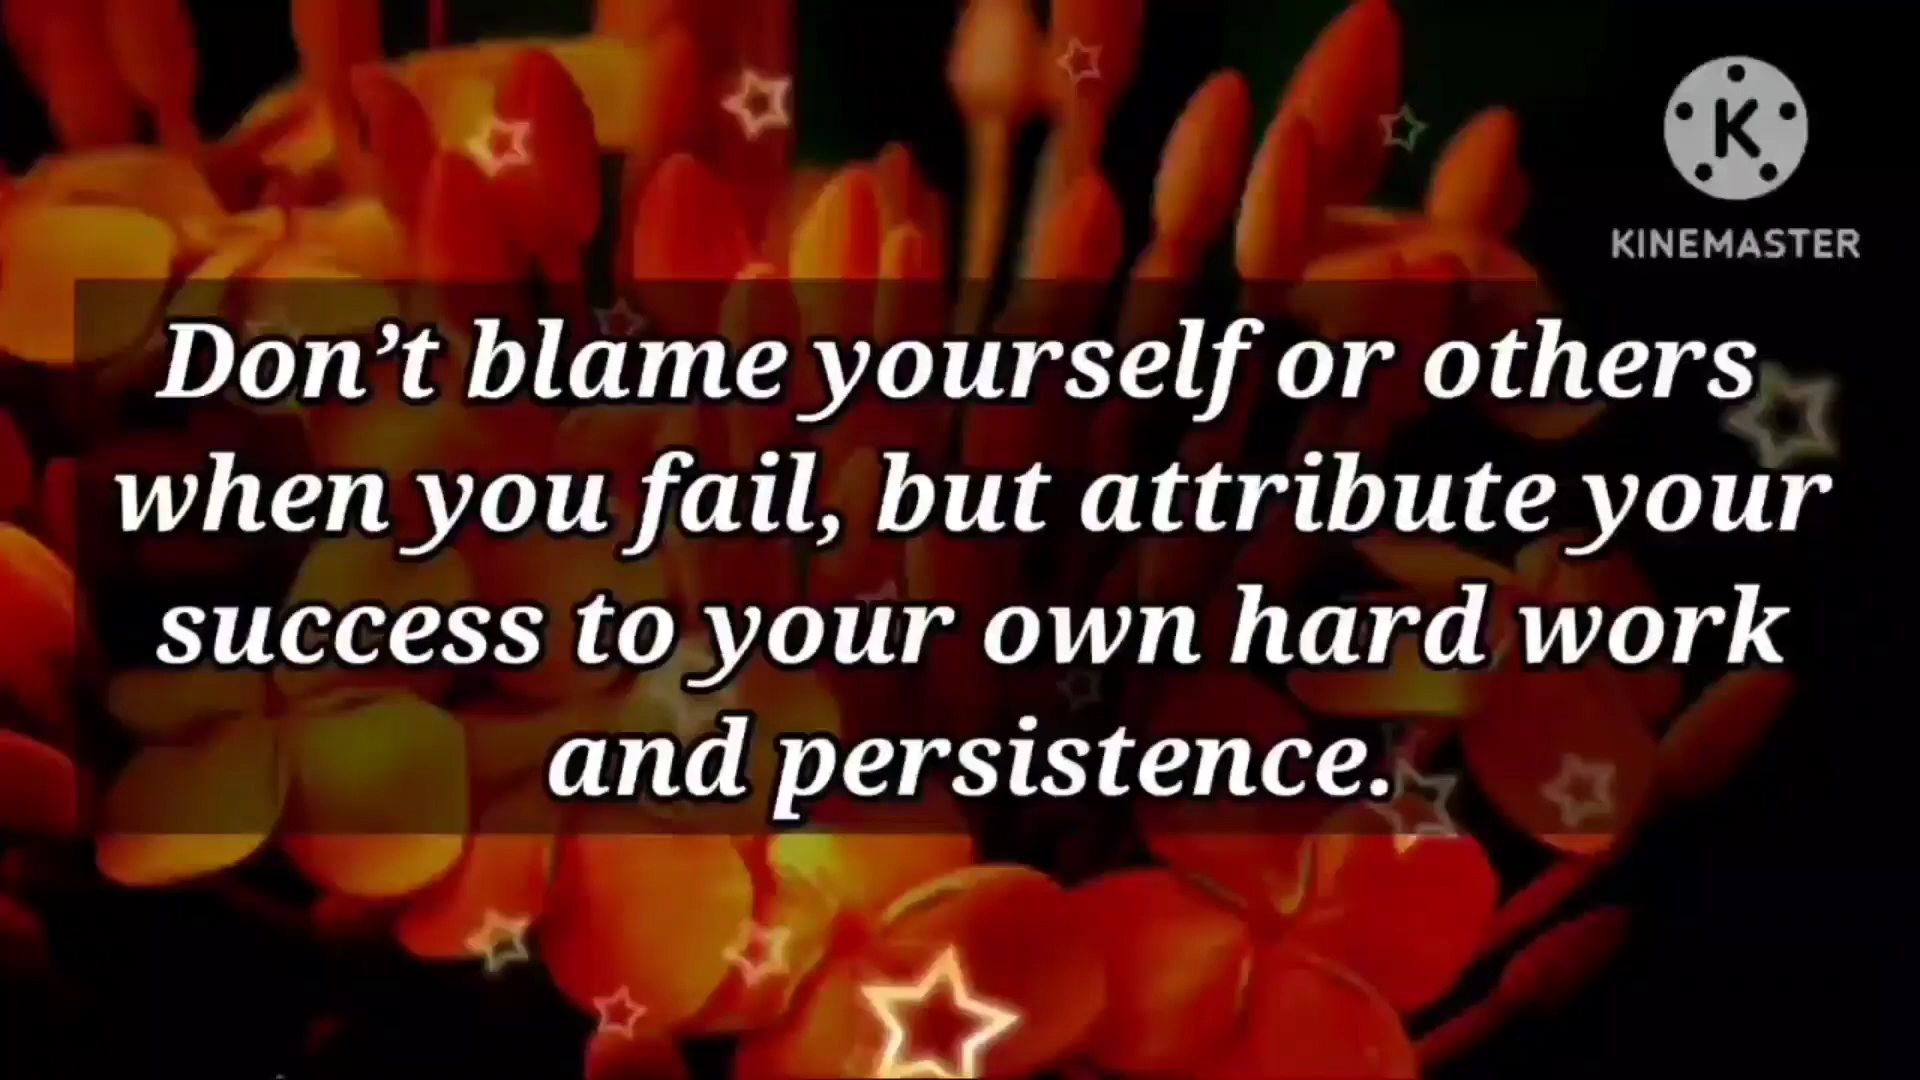 KINEMASTER
Don't blame yourself or others
when you fail, but attribute your
success to your own hard work
and persistence.